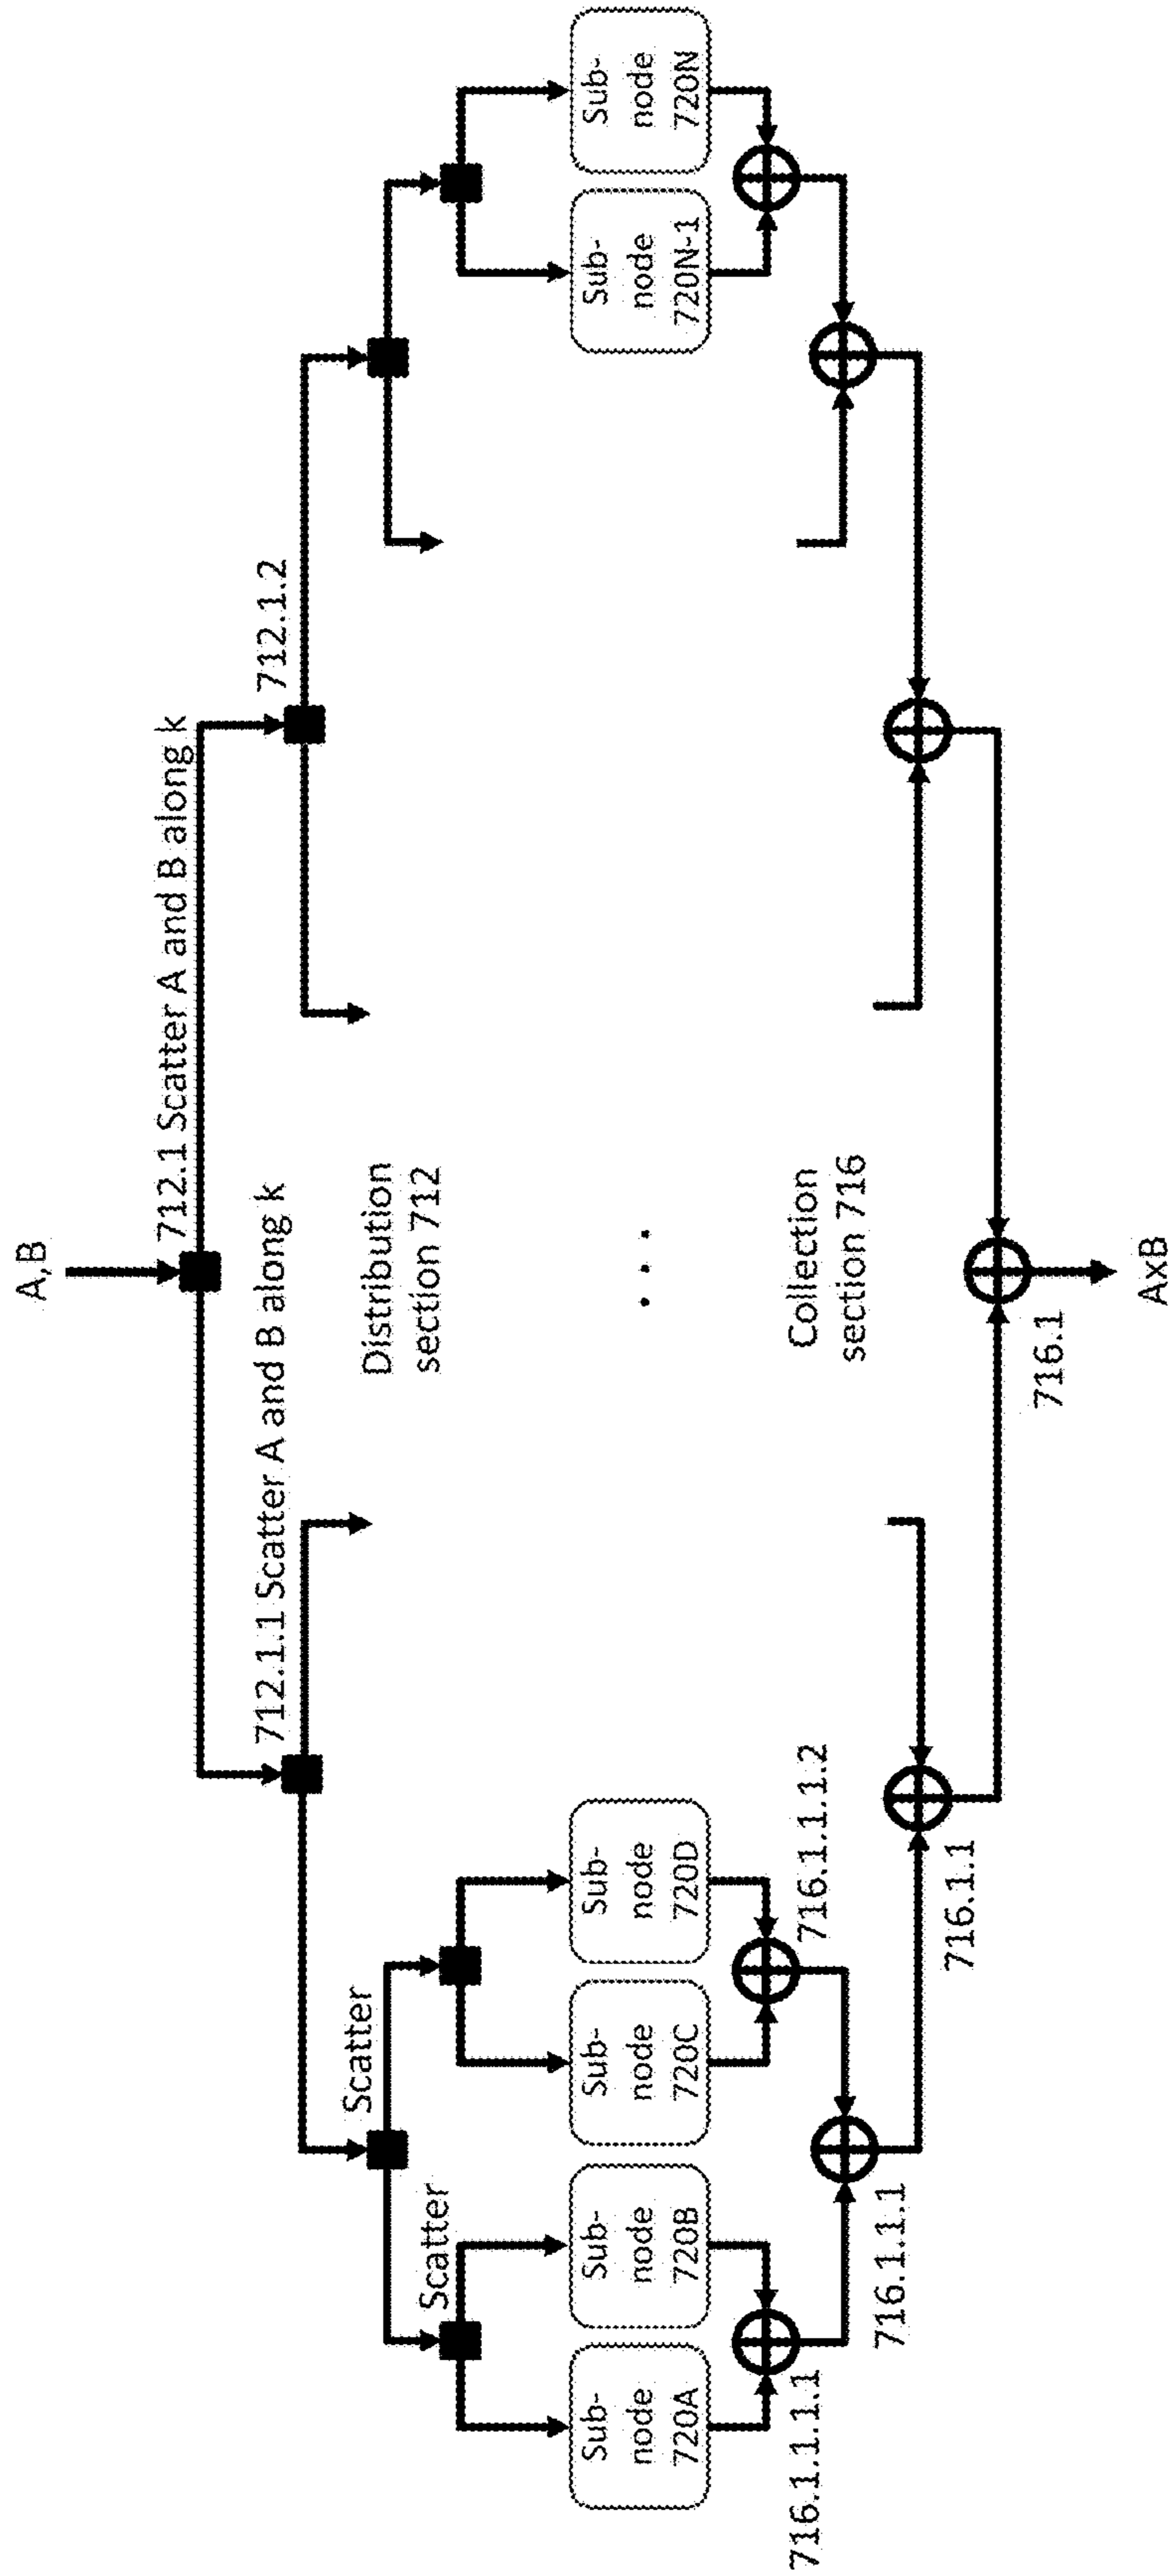 A,B
712.1 Scatter A and B along k
712.1.1 Scatter A and B along k
712.1.2
Scatter
Scatter
Distribution
section 712
Sub-
node
720A
Sub-
node
720B
Sub-
node
720C
Sub-
node
720D
. . .
Sub-
node
720N-1
Sub-
node
720N
Collection
section 716
716.1.1.1.1
716.1.1.1.2
716.1.1.1
716.1.1
716.1
AxB